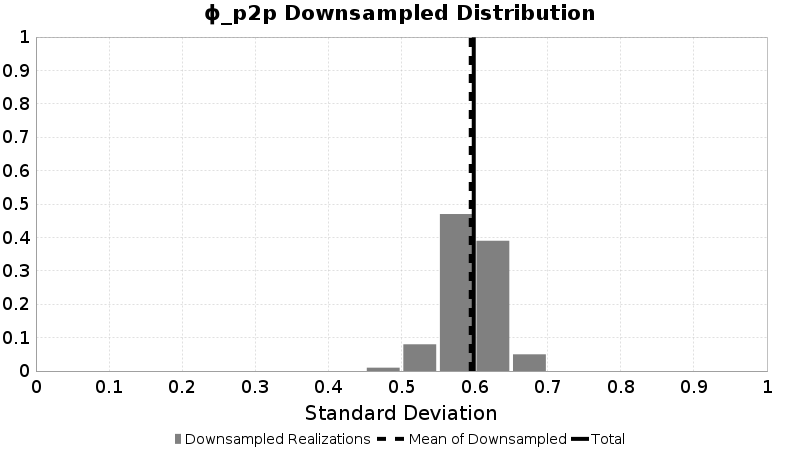 ϕ_p2p Downsampled Distribution
1
0.9
0.8
0.7
0.6
0.5
0.4
0.3
0.2
0.1
0
0 0.1 0.2 0.3 0.4 0.5 0.6 0.7 0.8 0.9 1
Standard Deviation
Downsampled Realizations Mean of Downsampled Total